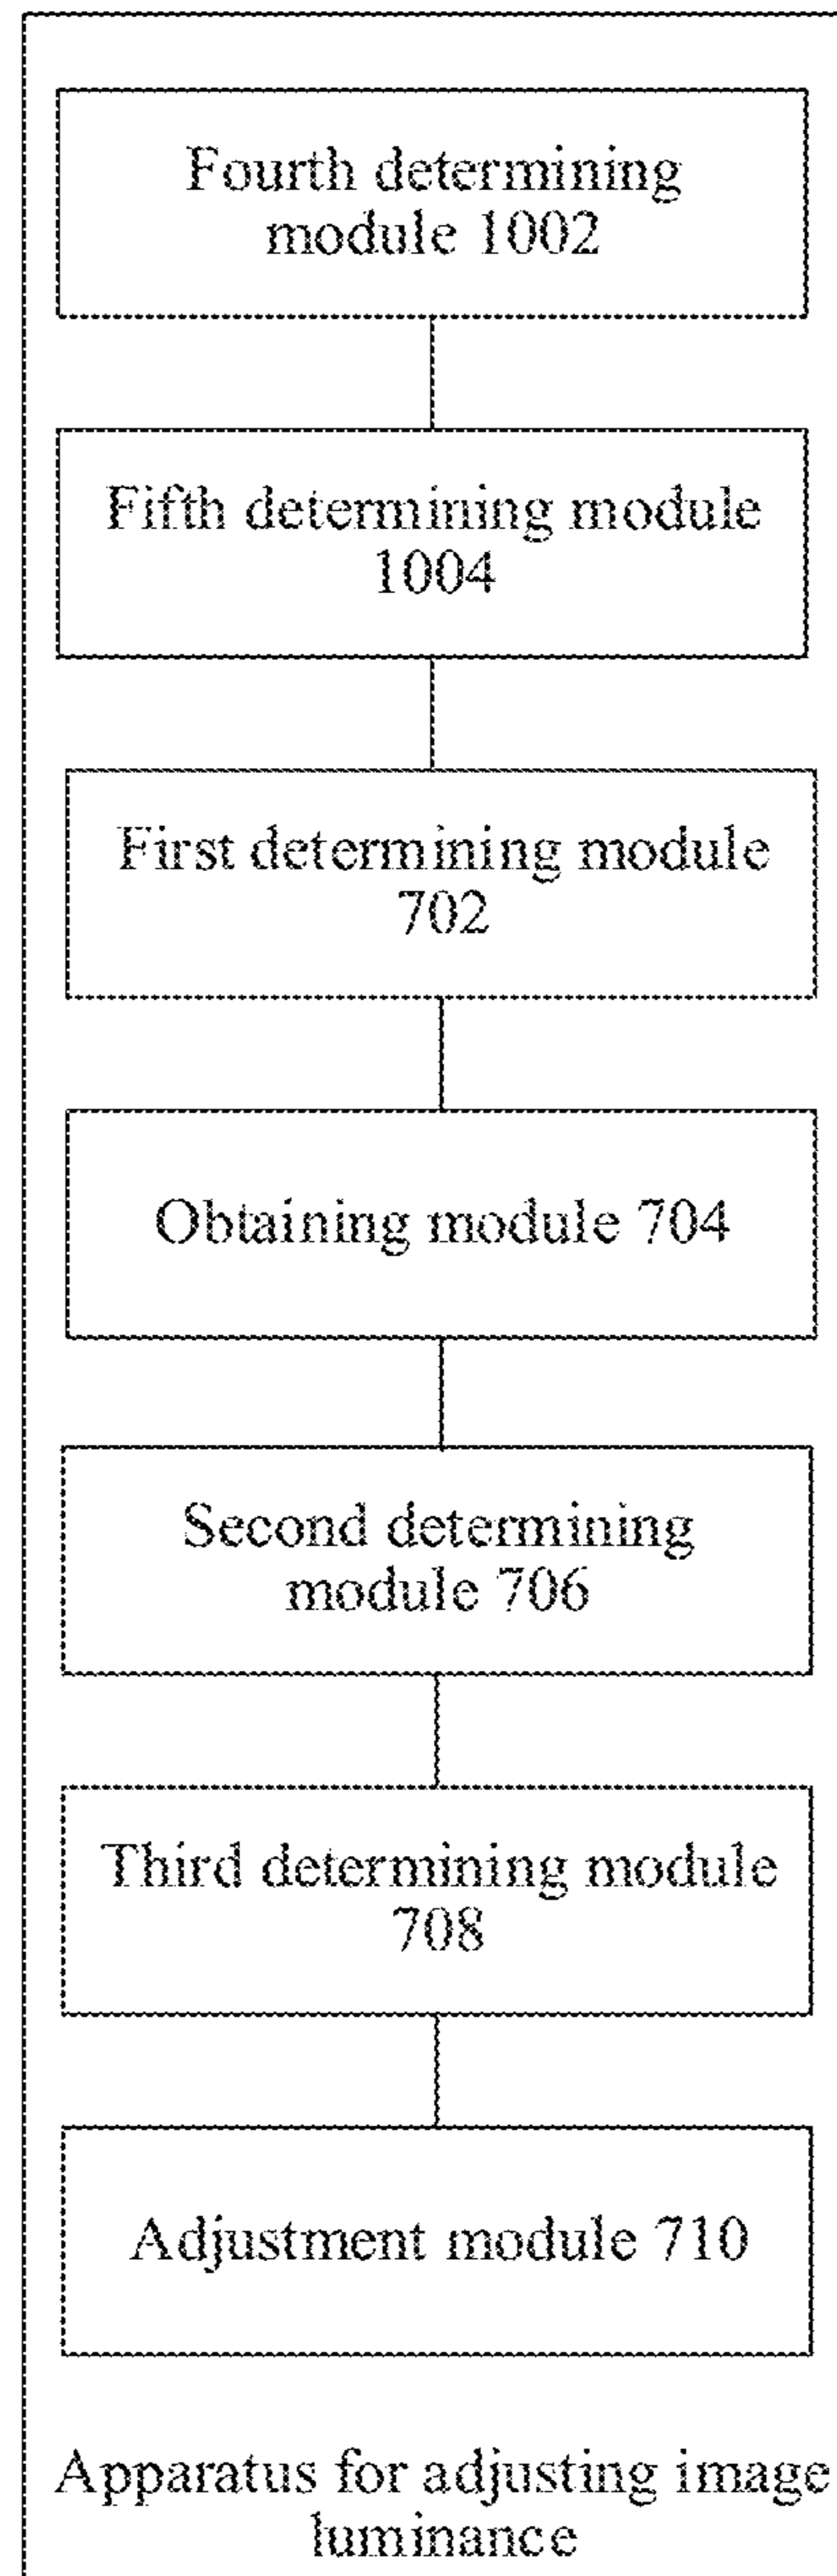 Fourth determining
module 1002
Fifth determining module
1004
First determining module
702
Obtaining module 704
Second determining
module 706
Third determining module
708
Adjustment module 710
Apparatus for adjusting image
luminance